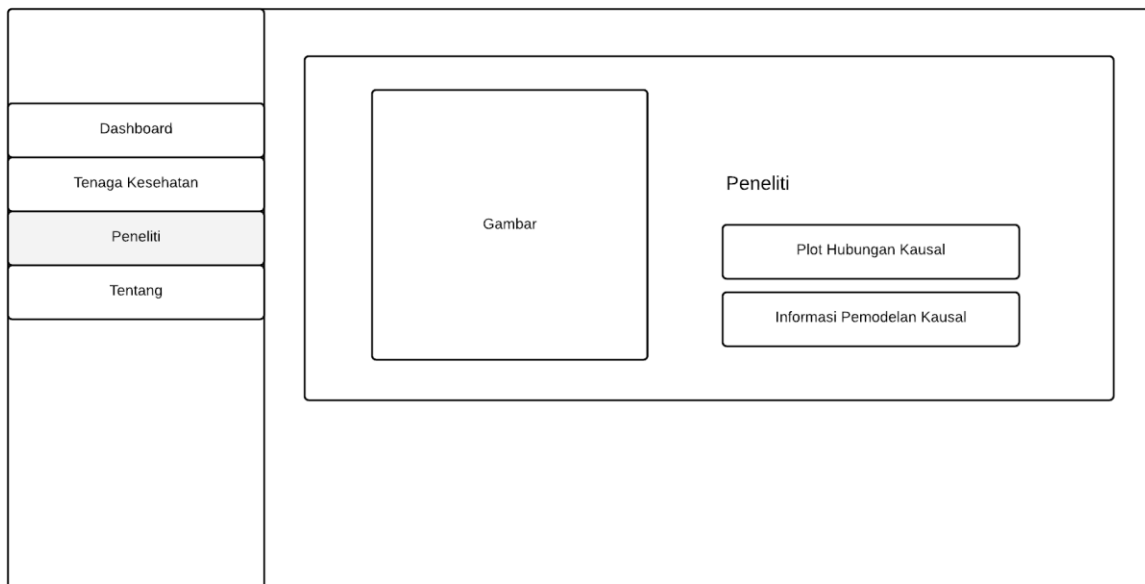 Dashboard
Tenaga Kesehatan
Peneliti
Tentang
Gambar
Peneliti
Plot Hubungan Kausal
Informasi Pemodelan Kausal